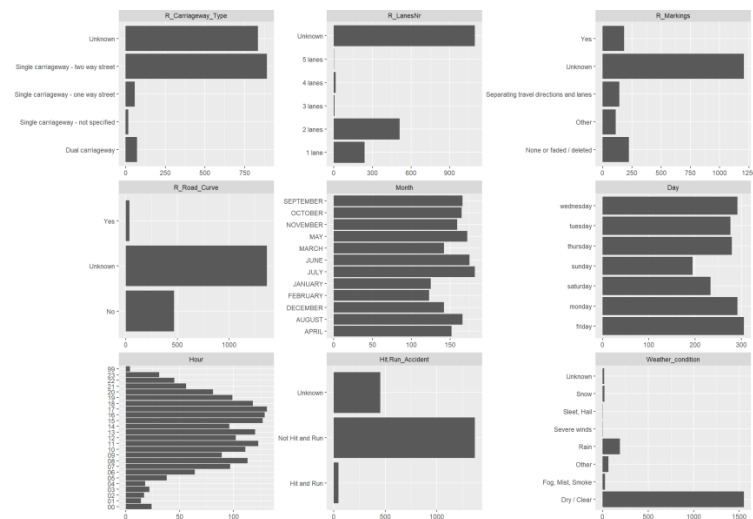 R_Carriageway_Type
Unknown
Single carriageway - two way street
Single carriageway - one way street
Single carriageway - not specified
Dual carriageway
0 250 500 750
R_LanesNr
Unknown
5 lanes
4 lanes
3 lanes
2 lanes
1 lane
0 300 600 900
R_Markings
Yes
Unknown
Separating travel directions and lanes
Other
None or faded / deleted
0 250 500 750 1000 125
R_Road_Curve
Yes
Unknown
No
0 500 1000
Month
SEPTEMBER
OCTOBER
NOVEMBER
MAY
MARCH
JUNE
JULY
JANUARY
FEBRUARY
DECEMBER
AUGUST
APRIL
0 50 100 150
Day
wednesday
tuesday
thursday
sunday
saturday
monday
friday
0 100 200 300
Hour
99
23
22
21
20
19
18
17
16
15
14
13
12
11
10
09
08
07
06
05
04
03
02
01
00
0 50 100
Hit.Run_Accident
Unknown
Not Hit and Run
Hit and Run
0 500 1000
Weather_condition
Unknown
Snow
Sleet, Hail
Severe winds
Rain
Other
Fog, Mist, Smoke
Dry / Clear
0 500 1000 1500